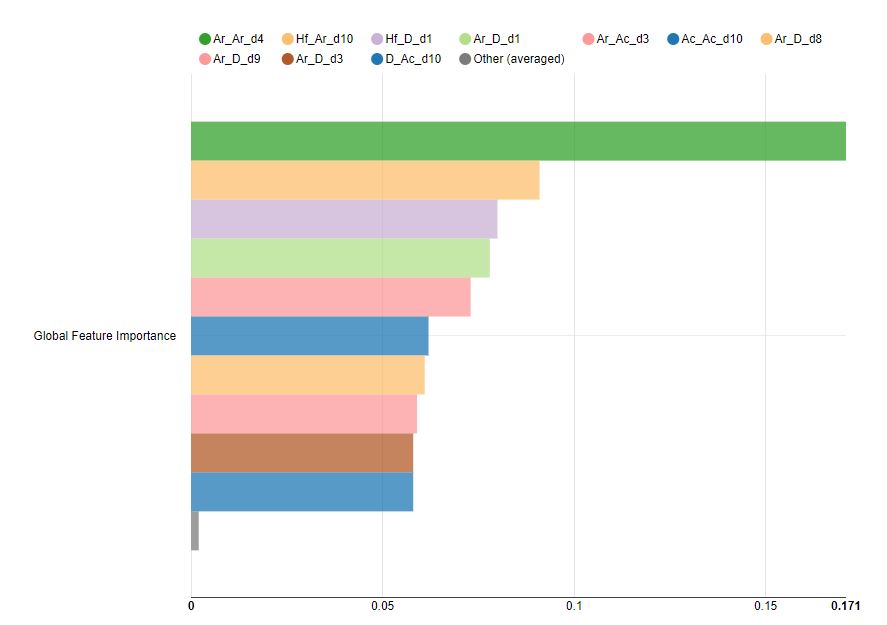 Ar_Ar_d4 Hf_Ar_d10 Hf_D_d1 Ar_D_d1 Ar_Ac_d3 Ac_Ac_d10 Ar_D_d8
Ar_D_d9 Ar_D_d3 D_Ac_d10 Other (averaged)
Global Feature Importance
0 0.05 0.1 0.15 0.171